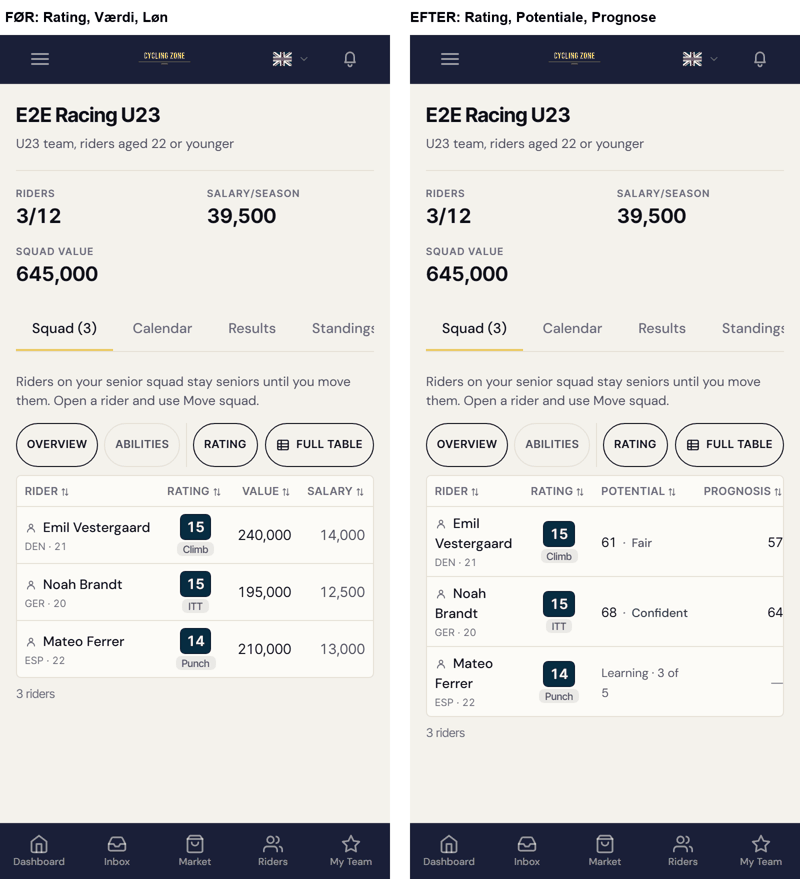 FØR: Rating, Værdi, Løn
CYCLING ZONE
E2E Racing U23
U23 team, riders aged 22 or younger
RIDERS SALARY/SEASON
3/12 39,500
SQUAD VALUE
645,000
Squad (3) Calendar Results Standings
Riders on your senior squad stay seniors until you move
them. Open a rider and use Move squad.
OVERVIEW ABILITIES RATING FULL TABLE
RIDER RATING VALUE SALARY
Emil Vestergaard 15 240,000 14,000
DEN · 21 Climb
Noah Brandt 15 195,000 12,500
GER · 20 ITT
Mateo Ferrer 14 210,000 13,000
ESP · 22 Punch
3 riders
Dashboard Inbox Market Riders My Team
EFTER: Rating, Potentiale, Prognose
CYCLING ZONE
E2E Racing U23
U23 team, riders aged 22 or younger
RIDERS SALARY/SEASON
3/12 39,500
SQUAD VALUE
645,000
Squad (3) Calendar Results Standings
Riders on your senior squad stay seniors until you move
them. Open a rider and use Move squad.
OVERVIEW ABILITIES RATING FULL TABLE
RIDER RATING POTENTIAL PROGNOSIS
Emil
Vestergaard 15 61 · Fair 57
DEN · 21 Climb
Noah
Brandt 15 68 · Confident 64
GER · 20 ITT
Mateo Learning · 3 of
Ferrer 14 5 —
ESP · 22 Punch
3 riders
Dashboard Inbox Market Riders My Team